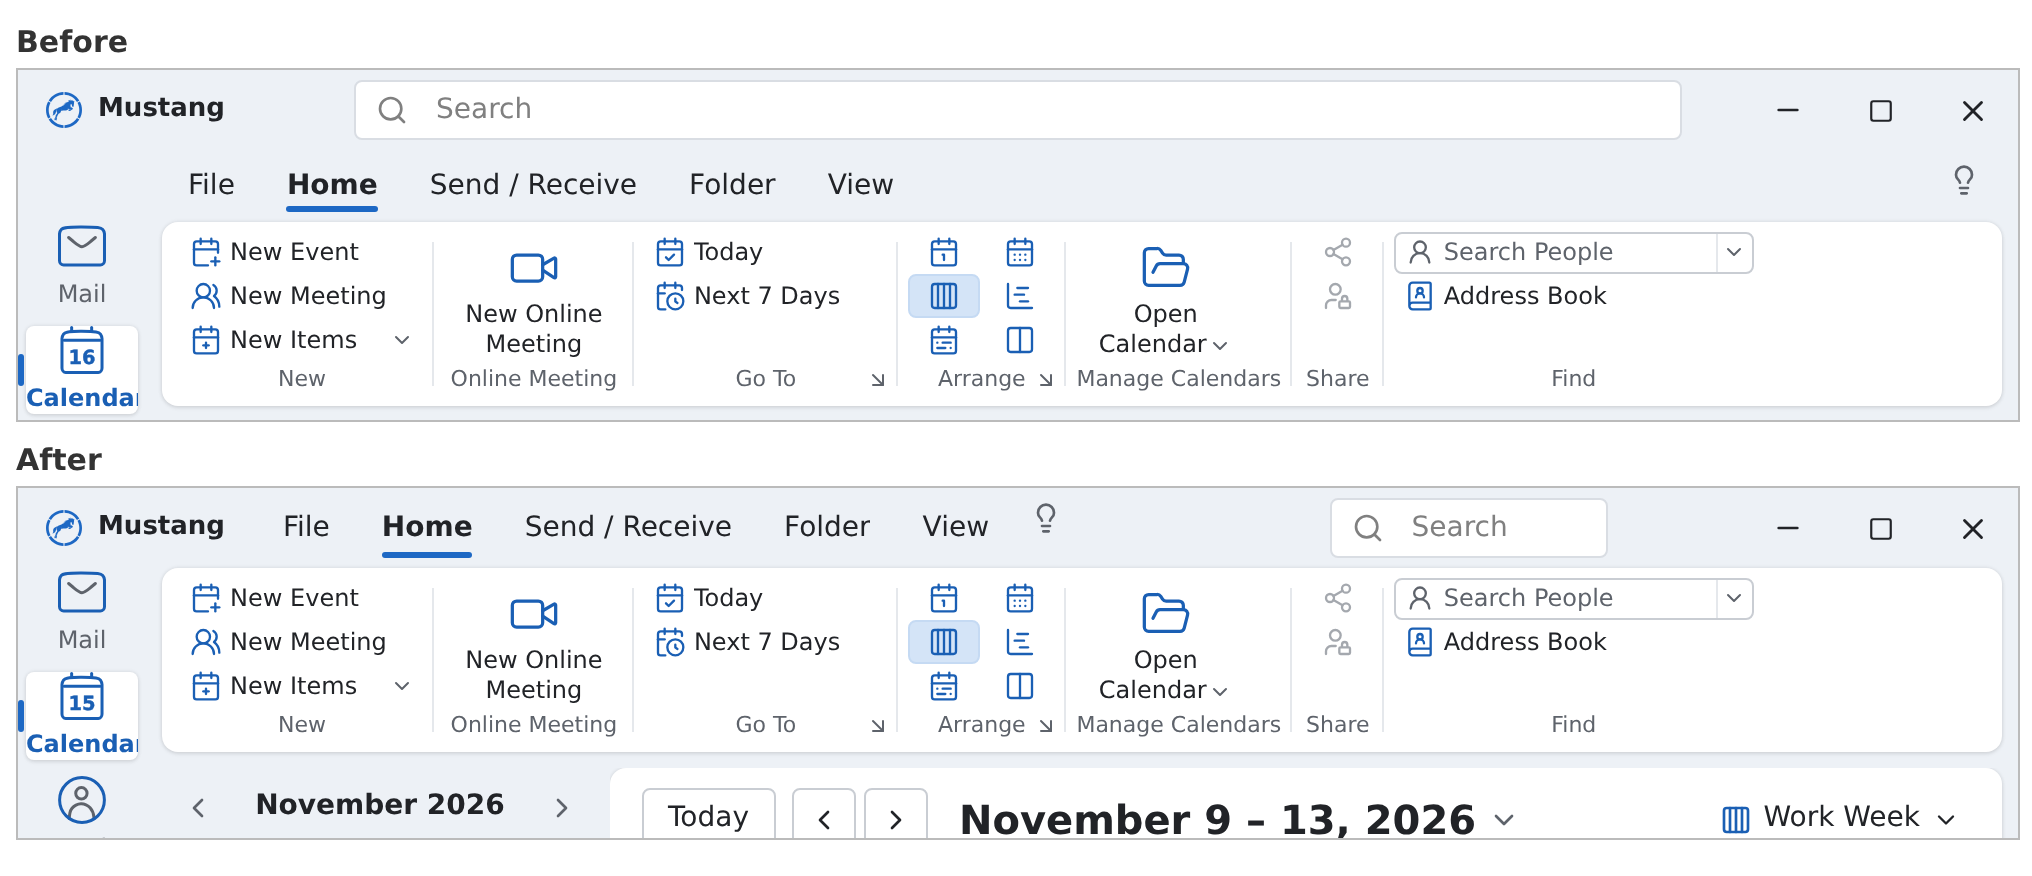 Before
Mustang
Search
File Home Send / Receive Folder View
Mail
16
Calendar
New Event
New Meeting
New Items
New
New Online
Meeting
Online Meeting
Today
Next 7 Days
Go To
1
Arrange
Open
Calendar
Manage Calendars
Share
Search People
Address Book
Find
After
Mustang File Home Send / Receive Folder View Search
Mail
15
Calendar
New Event
New Meeting
New Items
New
New Online
Meeting
Online Meeting
Today
Next 7 Days
Go To
1
Arrange
Open
Calendar
Manage Calendars
Share
Search People
Address Book
Find
November 2026
Today
November 9 – 13, 2026
Work Week